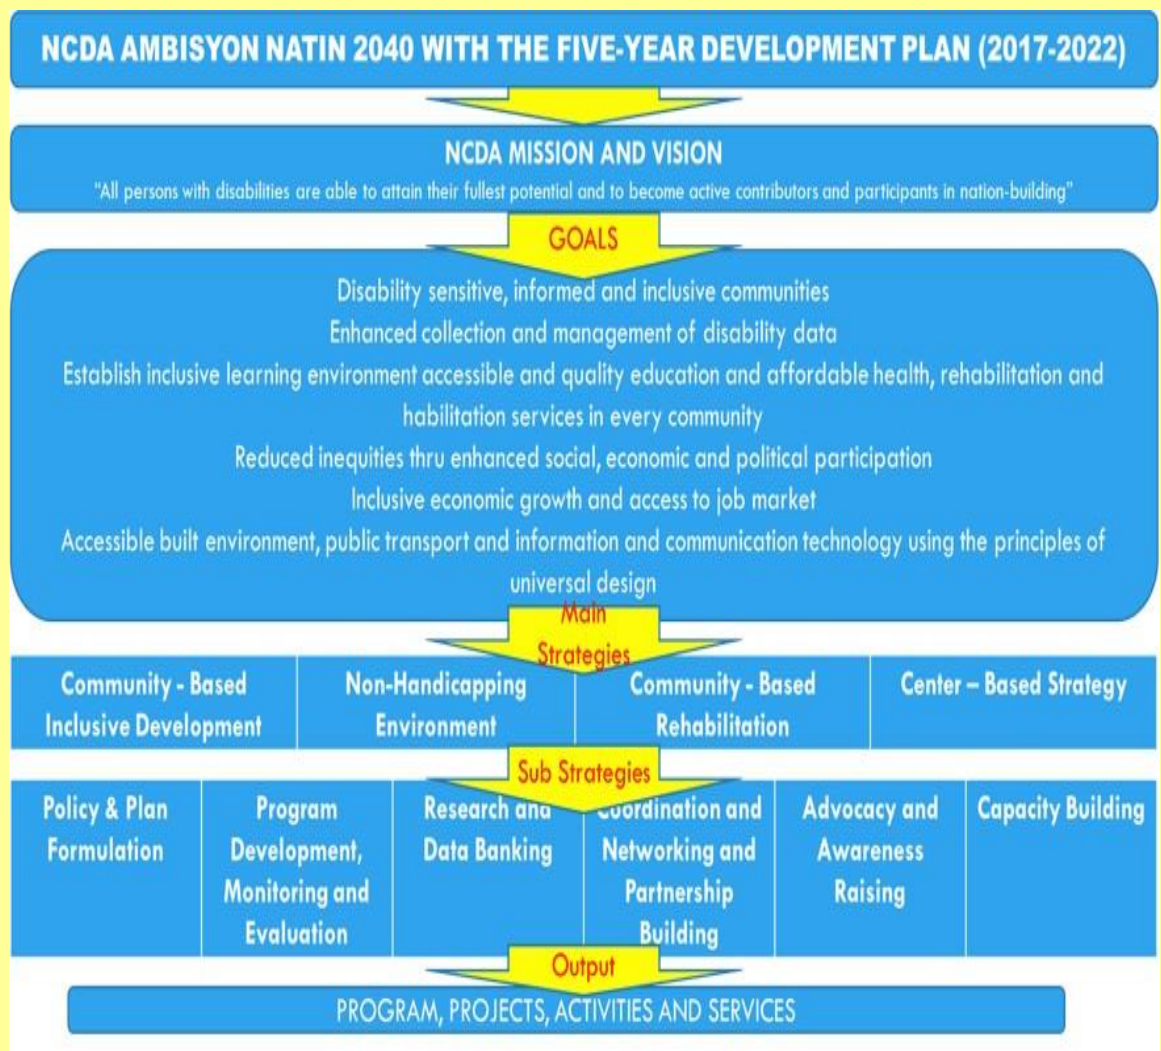 NCDA AMBISYON NATIN 2040 WITH THE FIVE-YEAR DEVELOPMENT PLAN (2017-2022)
NCDA MISSION AND VISION
"All persons with disabilities are able to attain their fullest potential and to become active contributors and participants in nation-building"
GOALS
Disability sensitive, informed and inclusive communities
Enhanced collection and management of disability data
Establish inclusive learning environment accessible and quality education and affordable health, rehabilitation and
habilitation services in every community
Reduced inequities thru enhanced social, economic and political participation
Inclusive economic growth and access to job market
Accessible built environment, public transport and information and communication technology using the principles of
universal design
Main
Strategies
Community - Based
Inclusive Development
Non-Handicapping
Environment
Community - Based
Rehabilitation
Center – Based Strategy
Sub Strategies
Policy & Plan
Formulation
Program
Development,
Monitoring and
Evaluation
Research and
Data Banking
Coordination and
Networking and
Partnership
Building
Advocacy and
Awareness
Raising
Capacity Building
Output
PROGRAM, PROJECTS, ACTIVITIES AND SERVICES